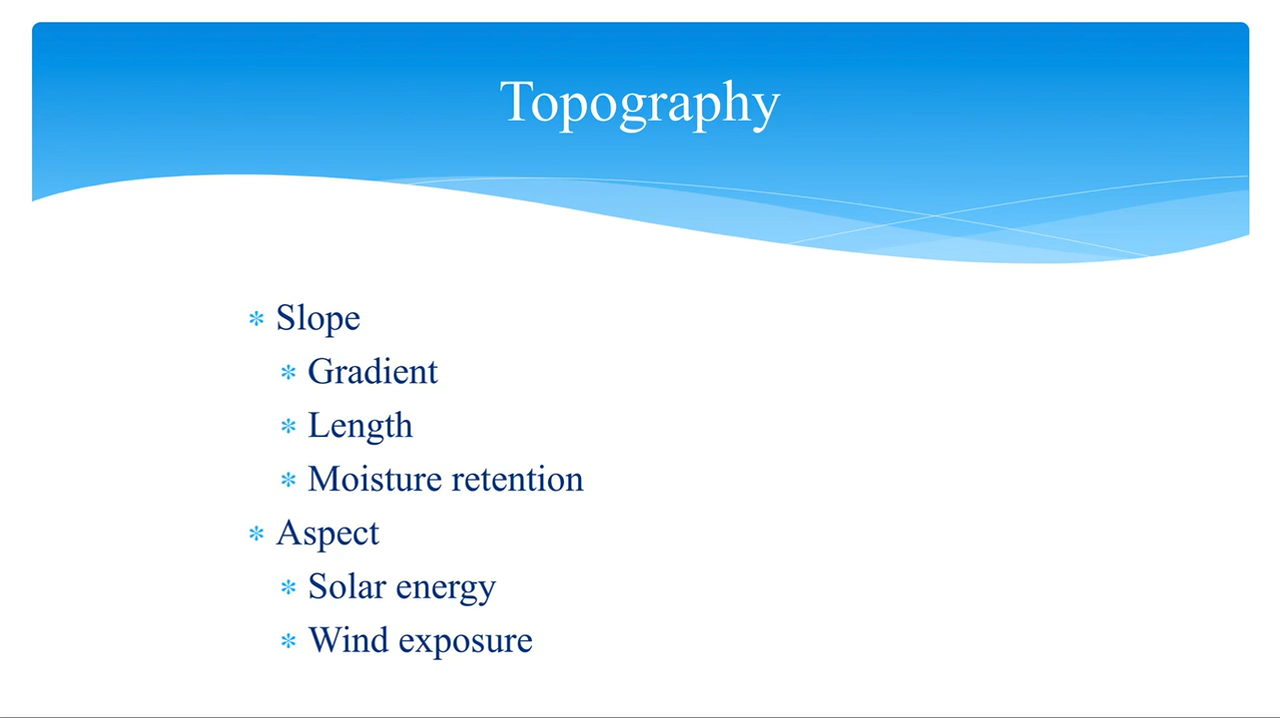 Topography
* Slope
* Gradient
* Length
* Moisture retention
* Aspect
* Solar energy
* Wind exposure